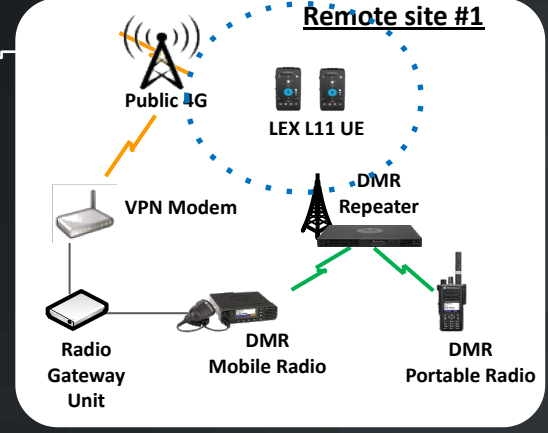 Remote site #1
Public 4G
LEX L11 UE
VPN Modem
DMR
Repeater
Radio
Gateway
Unit
DMR
Mobile Radio
DMR
Portable Radio